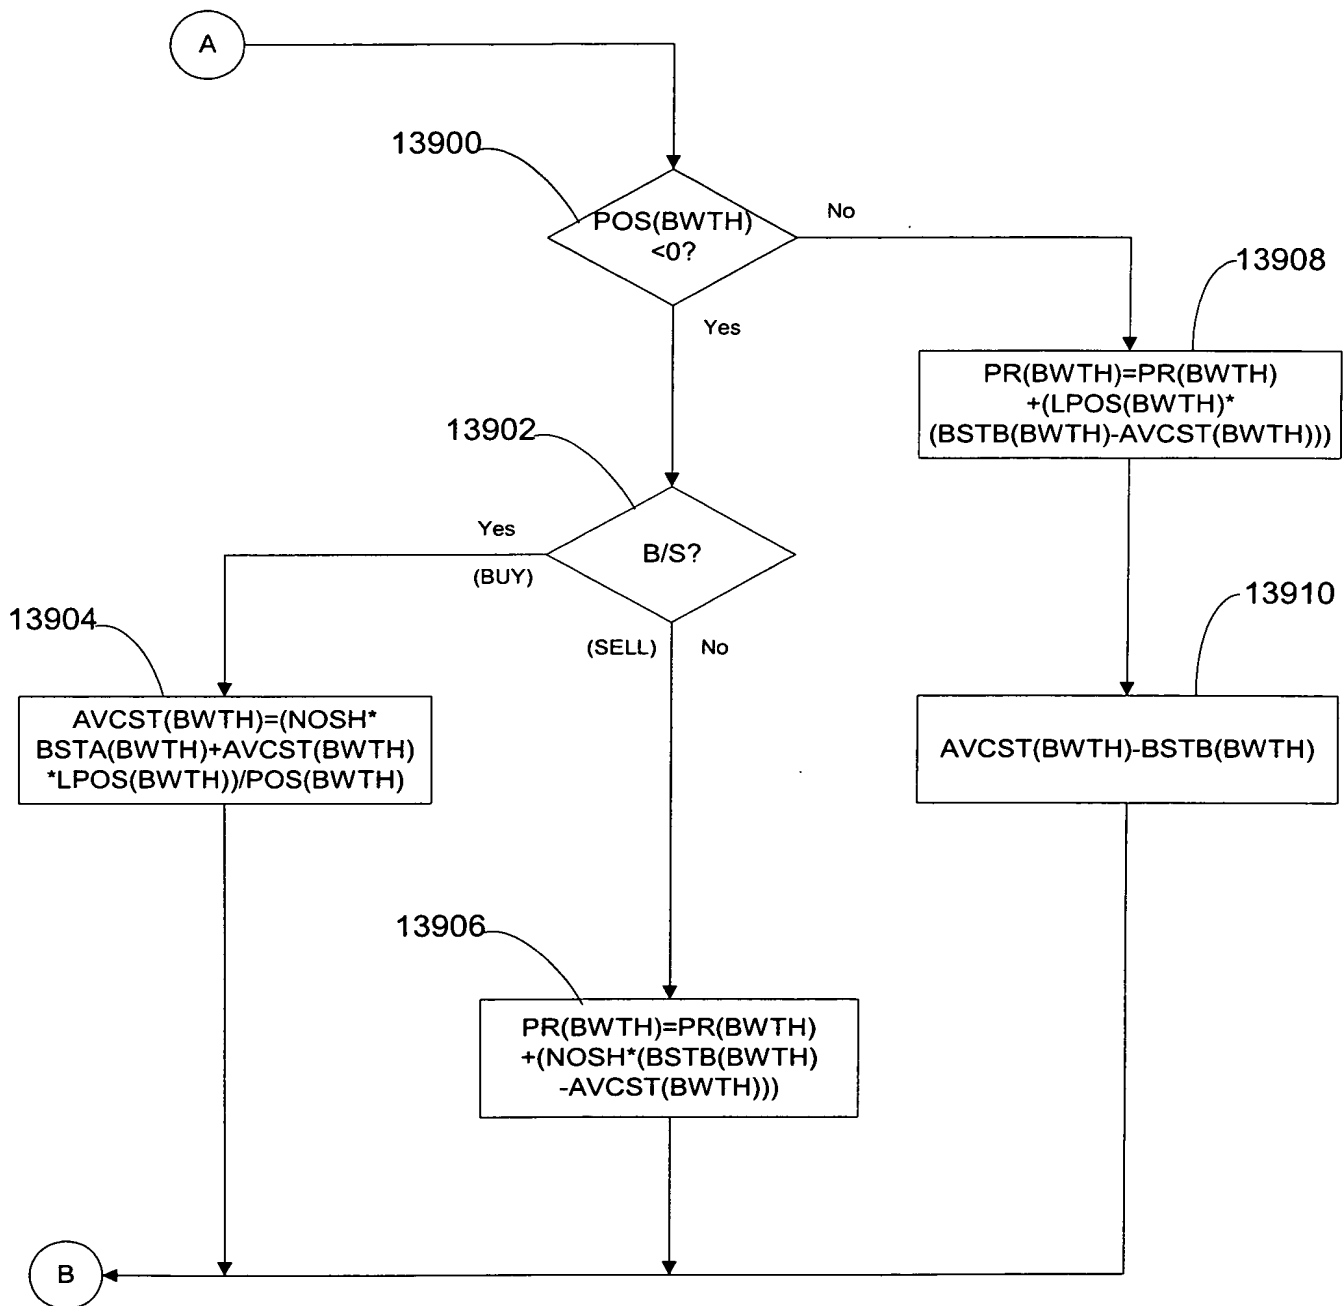 A
13900
POS(BWTH)
<0?
No
Yes
13908
PR(BWTH)=PR(BWTH)
+(LPOS(BWTH)*
(BSTB(BWTH)-AVCST(BWTH)))
13902
B/S?
Yes
(BUY)
(SELL) No
13904
AVCST(BWTH)=(NOSH*
BSTA(BWTH)+AVCST(BWTH)
*LPOS(BWTH))/POS(BWTH)
13910
AVCST(BWTH)-BSTB(BWTH)
13906
PR(BWTH)=PR(BWTH)
+(NOSH*(BSTB(BWTH)
-AVCST(BWTH)))
B